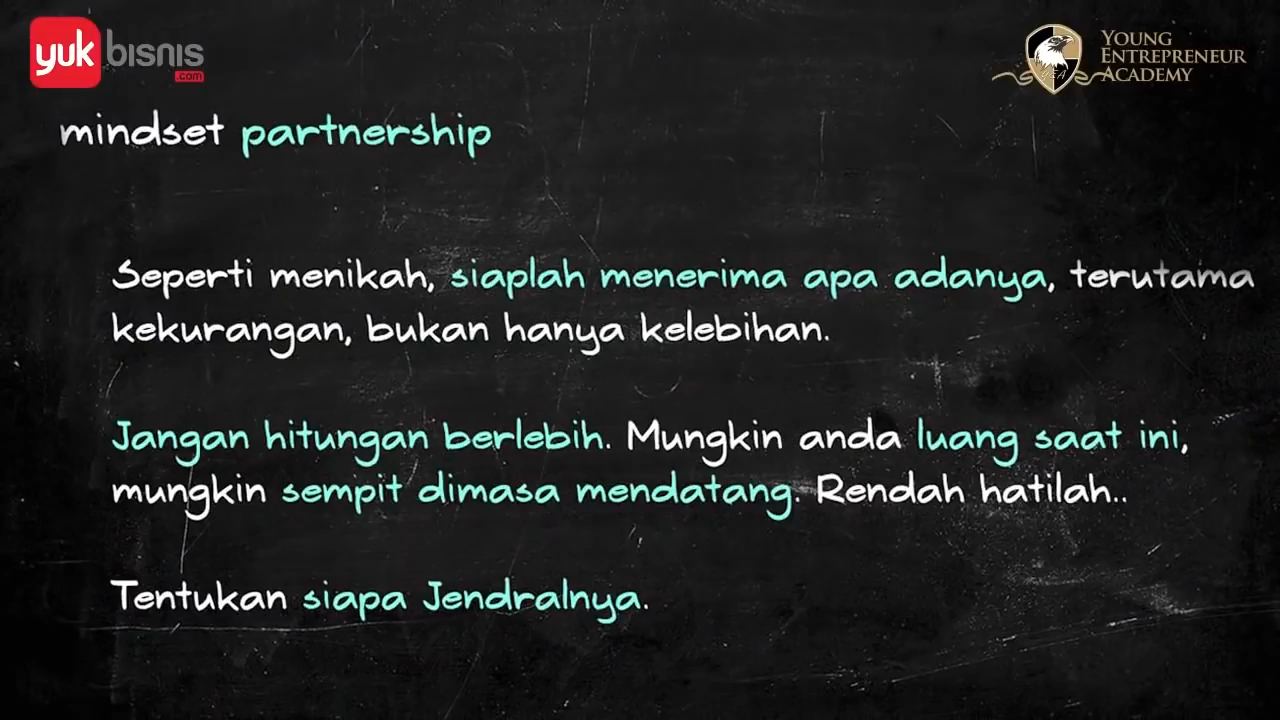 yukbisnis
.com
YOUNG
ENTREPRENEUR
ACADEMY
YEA
mindset partnership
Seperti menikah, siaplah menerima apa adanya, terutama
kekurangan, bukan hanya kelebihan.
Jangan hitungan berlebih. Mungkin anda luang saat ini,
mungkin sempit dimasa mendatang. Rendah hatilah..
Tentukan siapa Jendralnya.